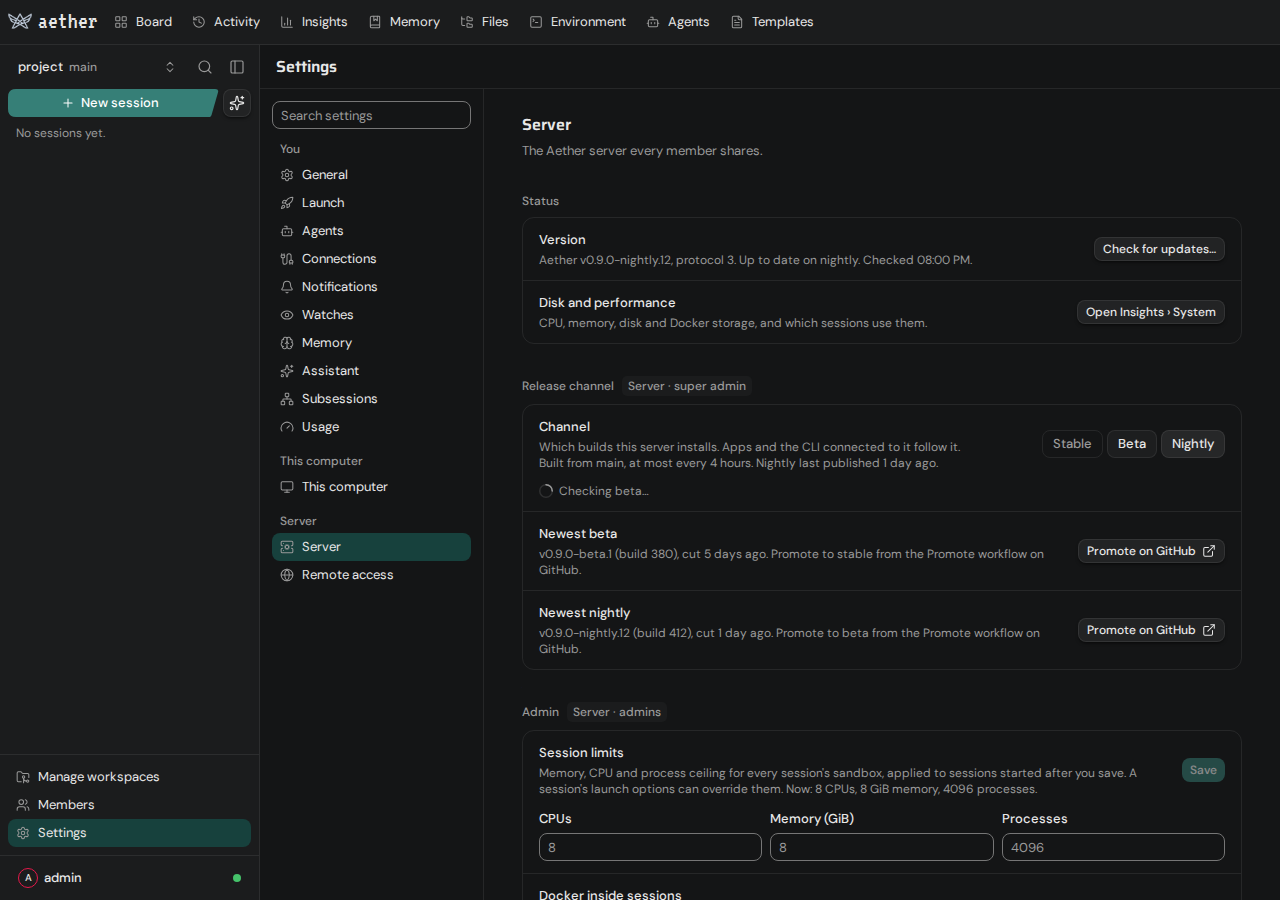 aether
Board
Activity
Insights
Memory
Files
Environment
Agents
Templates
project main
New session
No sessions yet.
Manage workspaces
Members
Settings
A
admin
Settings
Search settings
You
General
Launch
Agents
Connections
Notifications
Watches
Memory
Assistant
Subsessions
Usage
This computer
This computer
Server
Server
Remote access
Server
The Aether server every member shares.
Status
Version
Aether v0.9.0-nightly.12, protocol 3. Up to date on nightly. Checked 08:00 PM.
Check for updates…
Disk and performance
CPU, memory, disk and Docker storage, and which sessions use them.
Open Insights › System
Release channel
Server · super admin
Channel
Which builds this server installs. Apps and the CLI connected to it follow it.
Built from main, at most every 4 hours. Nightly last published 1 day ago.
Stable
Beta
Nightly
Checking beta…
Newest beta
v0.9.0-beta.1 (build 380), cut 5 days ago. Promote to stable from the Promote workflow on
GitHub.
Promote on GitHub
Newest nightly
v0.9.0-nightly.12 (build 412), cut 1 day ago. Promote to beta from the Promote workflow on
GitHub.
Promote on GitHub
Admin
Server · admins
Session limits
Memory, CPU and process ceiling for every session's sandbox, applied to sessions started after you save. A
session's launch options can override them. Now: 8 CPUs, 8 GiB memory, 4096 processes.
Save
CPUs
Memory (GiB)
Processes
8
8
4096
Docker inside sessions